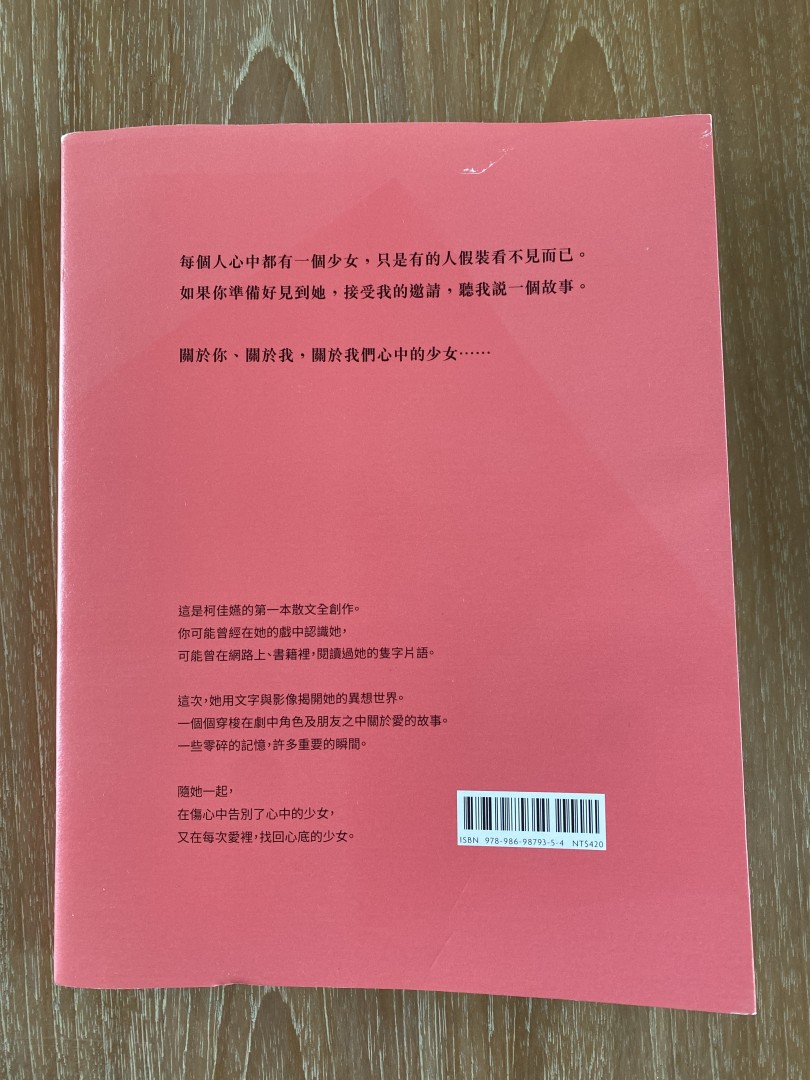 每個人心中都有一個少女，只是有的人假裝看不見而已。
如果你準備好見到她，接受我的邀請，聽我説一個故事。
關於你、關於我，關於我們心中的少女⋯⋯
這是柯佳嬿的第一本散文全創作。
你可能曾經在她的戲中認識她，
可能曾在網路上、書籍裡，閱讀過她的隻字片語。
這次，她用文字與影像揭開她的異想世界。
一個個穿梭在劇中角色及朋友之中關於愛的故事。
一些零碎的記憶，許多重要的瞬間。
隨她一起，
在傷心中告別了心中的少女，
又在每次愛裡，找回心底的少女。
ISBN 978-986-98793-5-4 NT$420